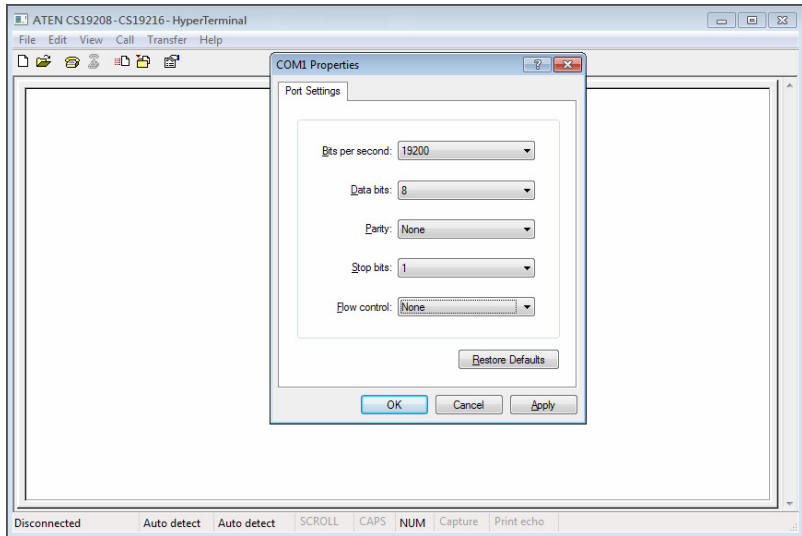 ATEN CS19208-CS19216- HyperTerminal
File Edit View Call Transfer Help
COM1 Properties
Port Settings
Bits per second: 19200
Data bits: 8
Parity: None
Stop bits: 1
Flow control: None
Restore Defaults
OK Cancel Apply
Disconnected Auto detect Auto detect SCROLL CAPS NUM Capture Print echo